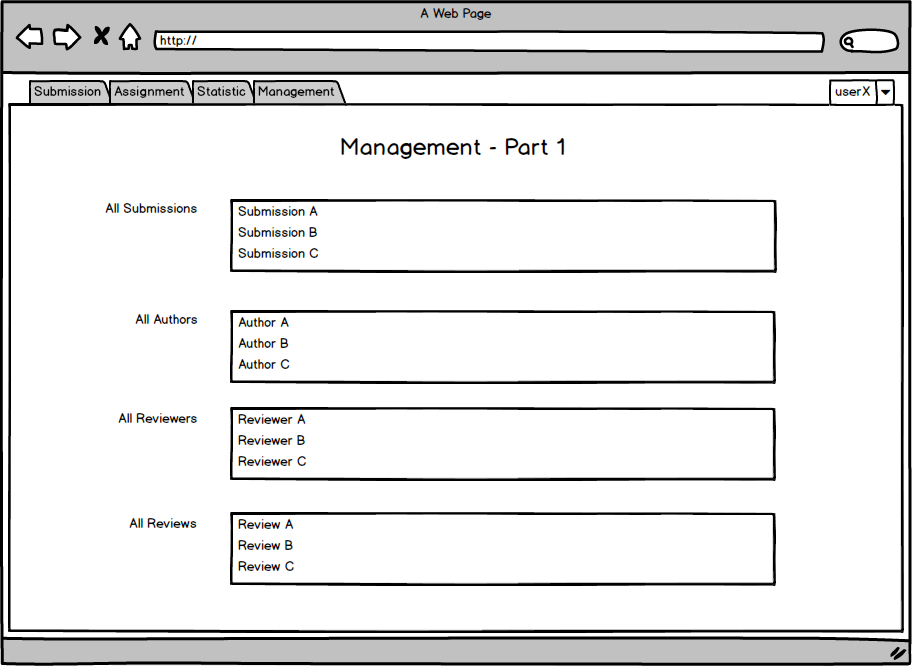 A Web Page
http://
Submission Assignment Statistic Management userX
Management - Part 1
All Submissions
Submission A
Submission B
Submission C
All Authors
Author A
Author B
Author C
All Reviewers
Reviewer A
Reviewer B
Reviewer C
All Reviews
Review A
Review B
Review C